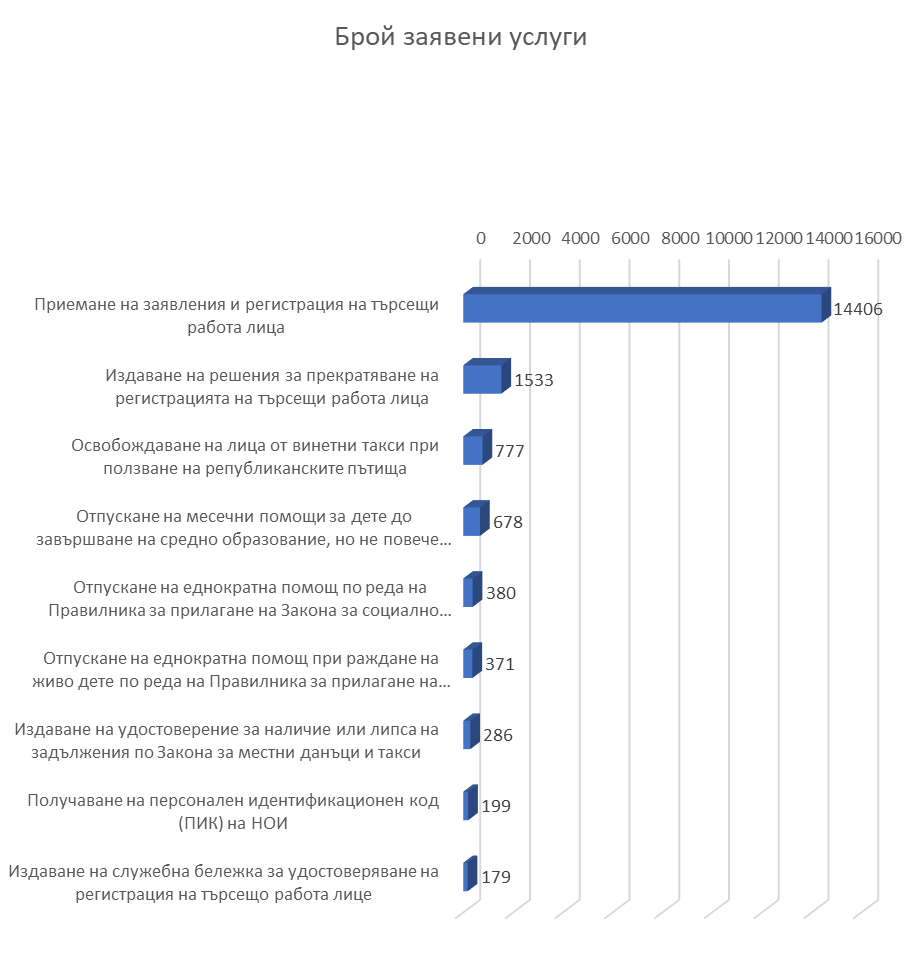 Брой заявени услуги
0 2000 4000 6000 8000 10000 12000 14000 16000
Приемане на заявления и регистрация на търсещи
работа лица
14406
Издаване на решения за прекратяване на
регистрацията на търсещи работа лица
1533
Освобождаване на лица от винетни такси при
ползване на републиканските пътища
777
Отпускане на месечни помощи за дете до
завършване на средно образование, но не повече…
678
Отпускане на еднократна помощ по реда на
Правилника за прилагане на Закона за социално…
380
Отпускане на еднократна помощ при раждане на
живо дете по реда на Правилника за прилагане на…
371
Издаване на удостоверение за наличие или липса на
задължения по Закона за местни данъци и такси
286
Получаване на персонален идентификационен код
(ПИК) на НОИ
199
Издаване на служебна бележка за удостоверяване на
регистрация на търсещо работа лице
179